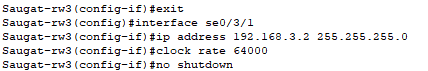 Saugat-rw3(config-if)#exit
Saugat-rw3(config)#interface se0/3/1
Saugat-rw3(config-if)#ip address 192.168.3.2 255.255.255.0
Saugat-rw3(config-if)#clock rate 64000
Saugat-rw3(config-if)#no shutdown